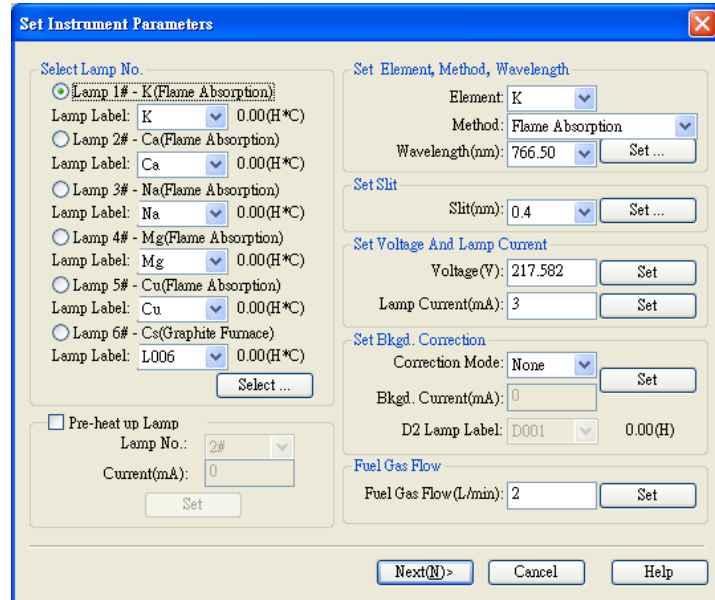 Set Instrument Parameters
Select Lamp No.
Lamp 1# - K(Flame Absorption)
Lamp Label: K 0.00(H*C)
Lamp 2# - Ca(Flame Absorption)
Lamp Label: Ca 0.00(H*C)
Lamp 3# - Na(Flame Absorption)
Lamp Label: Na 0.00(H*C)
Lamp 4# - Mg(Flame Absorption)
Lamp Label: Mg 0.00(H*C)
Lamp 5# - Cu(Flame Absorption)
Lamp Label: Cu 0.00(H*C)
Lamp 6# - Cs(Graphite Furnace)
Lamp Label: L006 0.00(H*C)
Select ...
Pre-heat up Lamp
Lamp No.: 2#
Current(mA): 0
Set
Set Element, Method, Wavelength
Element: K
Method: Flame Absorption
Wavelength(nm): 766.50 Set ...
Set Slit
Slit(nm): 0.4 Set ...
Set Voltage And Lamp Current
Voltage(V): 217.582 Set
Lamp Current(mA): 3 Set
Set Bkgd. Correction
Correction Mode: None
Set
Bkgd. Current(mA): 0
D2 Lamp Label: D001 0.00(H)
Fuel Gas Flow
Fuel Gas Flow(L/min): 2 Set
Next(N)> Cancel Help